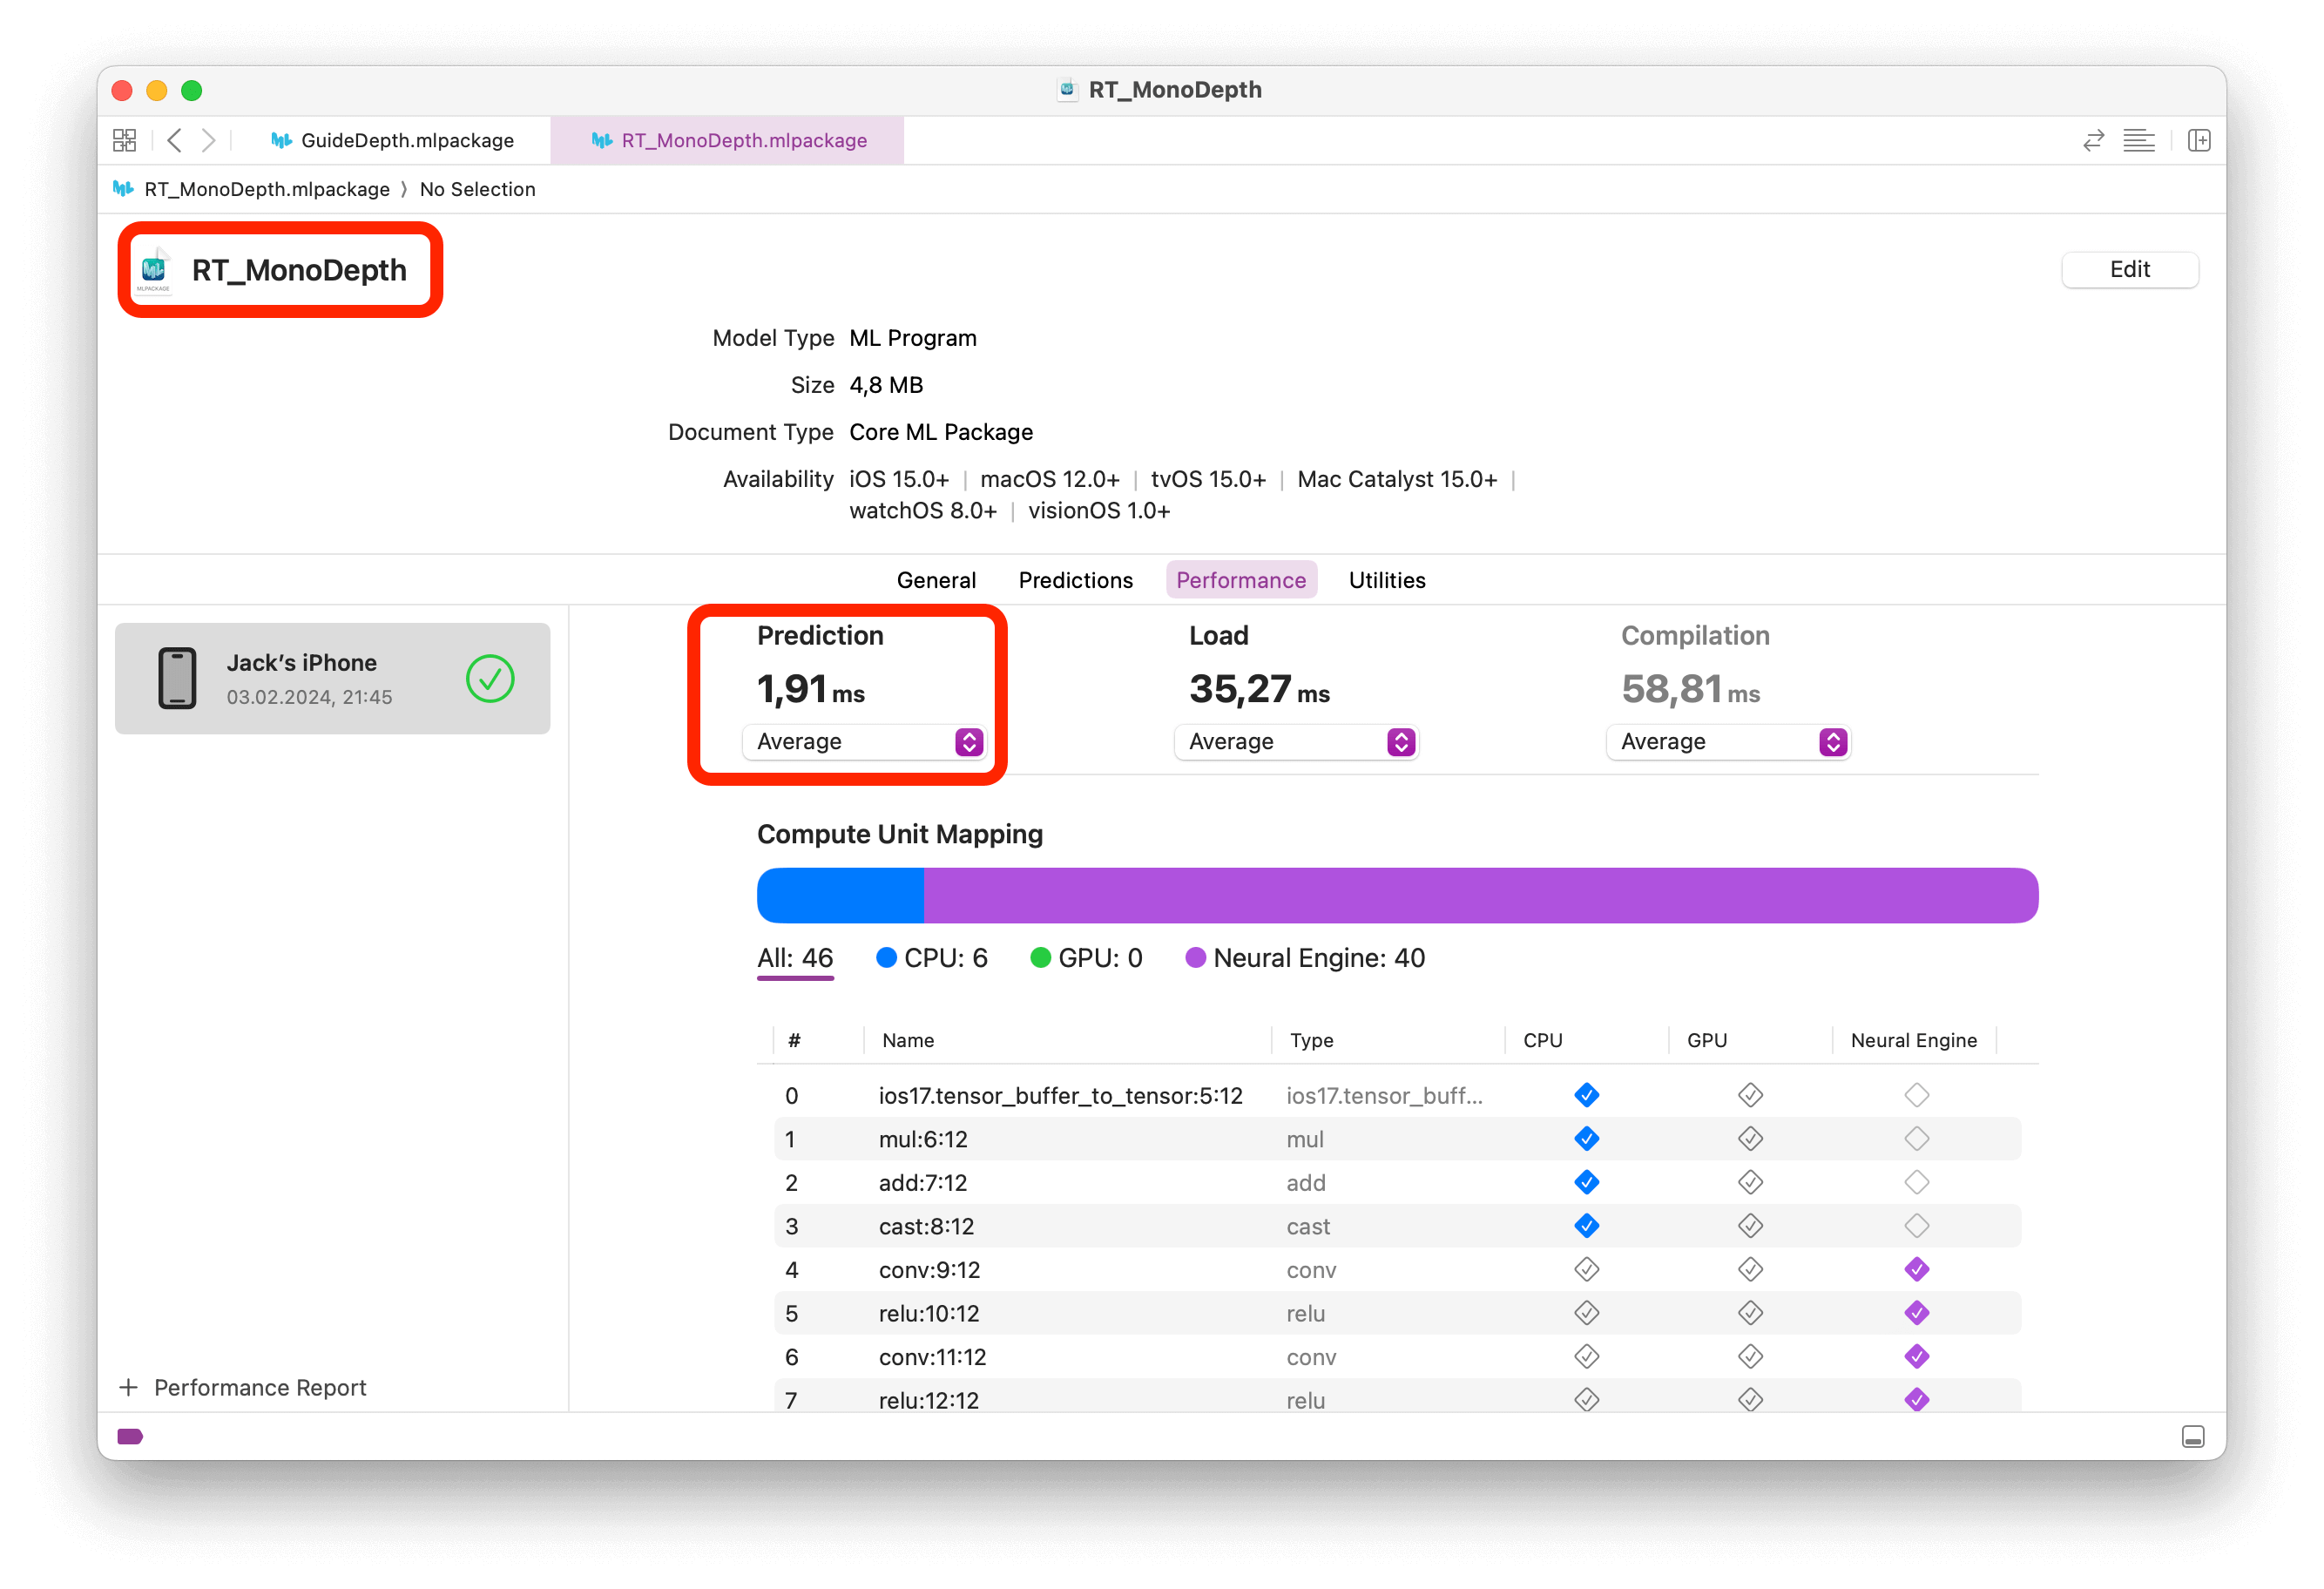 RT_MonoDepth
GuideDepth.mlpackage
RT_MonoDepth.mlpackage
RT_MonoDepth.mlpackage ⟩ No Selection
MLPACKAGE
RT_MonoDepth
Edit
Model Type ML Program
Size 4,8 MB
Document Type Core ML Package
Availability iOS 15.0+ | macOS 12.0+ | tvOS 15.0+ | Mac Catalyst 15.0+ |
watchOS 8.0+ | visionOS 1.0+
General Predictions Performance Utilities
Jack’s iPhone
03.02.2024, 21:45
Prediction
1,91 ms
Average
Load
35,27 ms
Average
Compilation
58,81 ms
Average
Compute Unit Mapping
All: 46 CPU: 6 GPU: 0 Neural Engine: 40
# Name Type CPU GPU Neural Engine
0 ios17.tensor_buffer_to_tensor:5:12 ios17.tensor_buff...
1 mul:6:12 mul
2 add:7:12 add
3 cast:8:12 cast
4 conv:9:12 conv
5 relu:10:12 relu
6 conv:11:12 conv
7 relu:12:12 relu
+ Performance Report